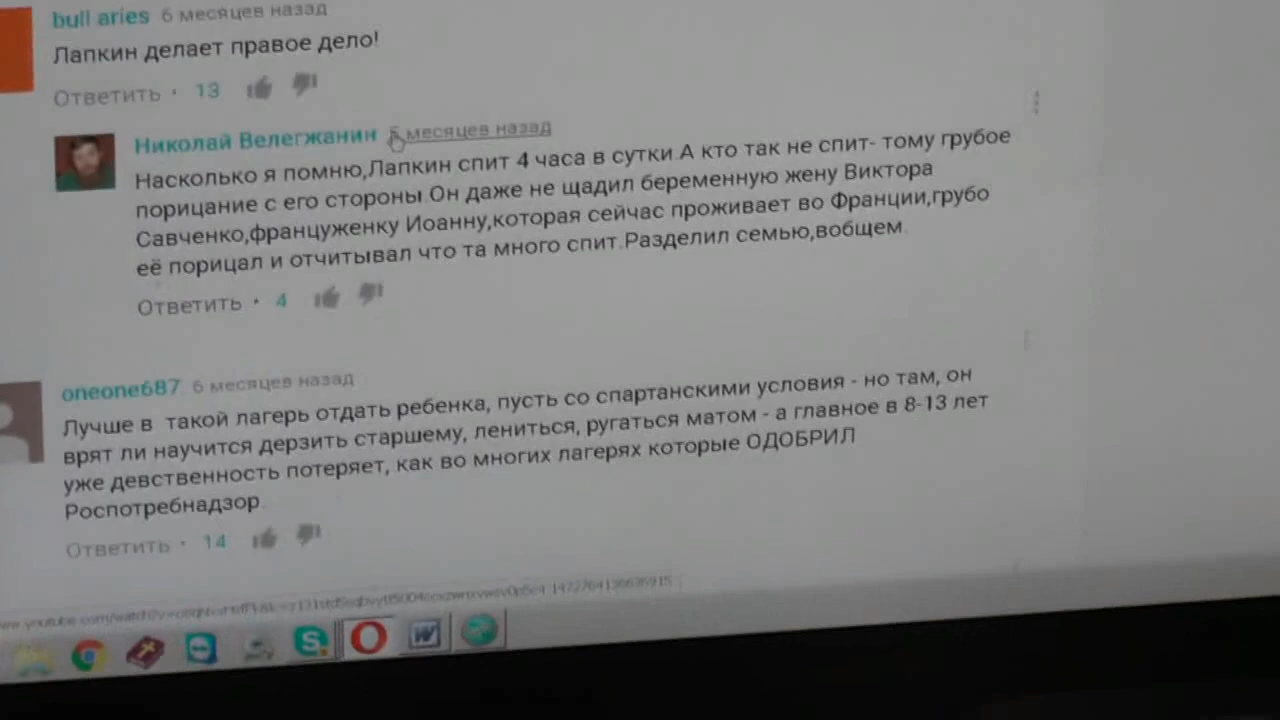 bull aries 6 месяцев назад
Лапкин делает правое дело!
Ответить · 13
Николай Велегжанин 6 месяцев назад
Насколько я помню,Лапкин спит 4 часа в сутки.А кто так не спит- тому грубое
порицание с его стороны.Он даже не щадил беременную жену Виктора
Савченко,француженку Иоанну,которая сейчас проживает во Франции,грубо
её порицал и отчитывал что та много спит.Разделил семью,вобщем.
Ответить · 4
oneone687 6 месяцев назад
Лучше в такой лагерь отдать ребенка, пусть со спартанскими условия - но там, он
врят ли научится дерзить старшему, лениться, ругаться матом - а главное в 8-13 лет
уже девственность потеряет, как во многих лагерях которые ОДОБРИЛ
Роспотребнадзор.
Ответить · 14